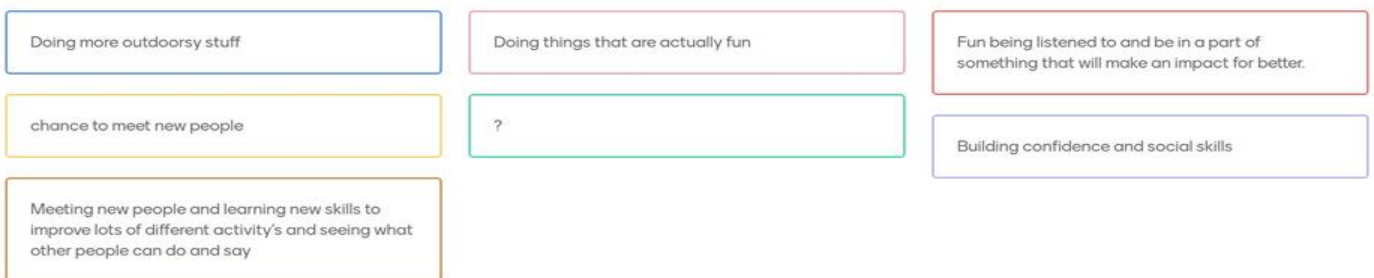 Doing more outdoorsy stuff
Doing things that are actually fun
Fun being listened to and be in a part of
something that will make an impact for better.
chance to meet new people
?
Building confidence and social skills
Meeting new people and learning new skills to
improve lots of different activity's and seeing what
other people can do and say